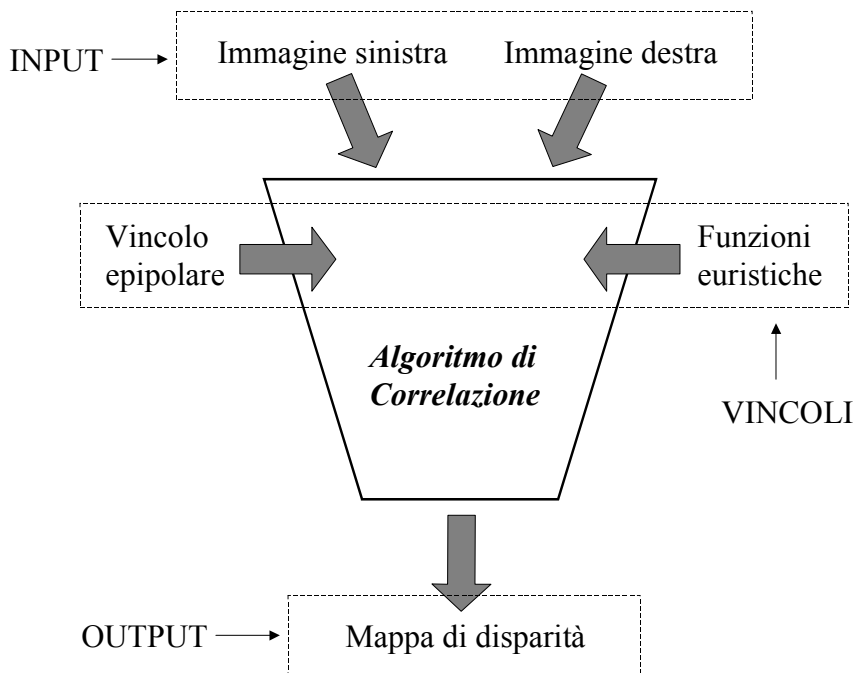 INPUT
Immagine sinistra
Immagine destra
Vincolo
epipolare
Funzioni
euristiche
Algoritmo di
Correlazione
VINCOLI
OUTPUT
Mappa di disparità